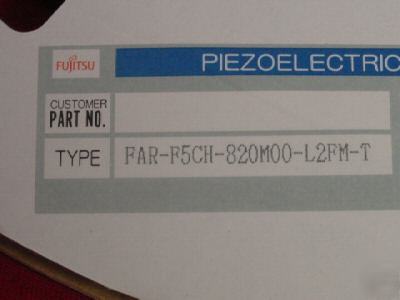 FUJITSU
PIEZOELECTRIC
CUSTOMER
PART NO.
TYPE FAR-F5CH-820M00-L2FM-T